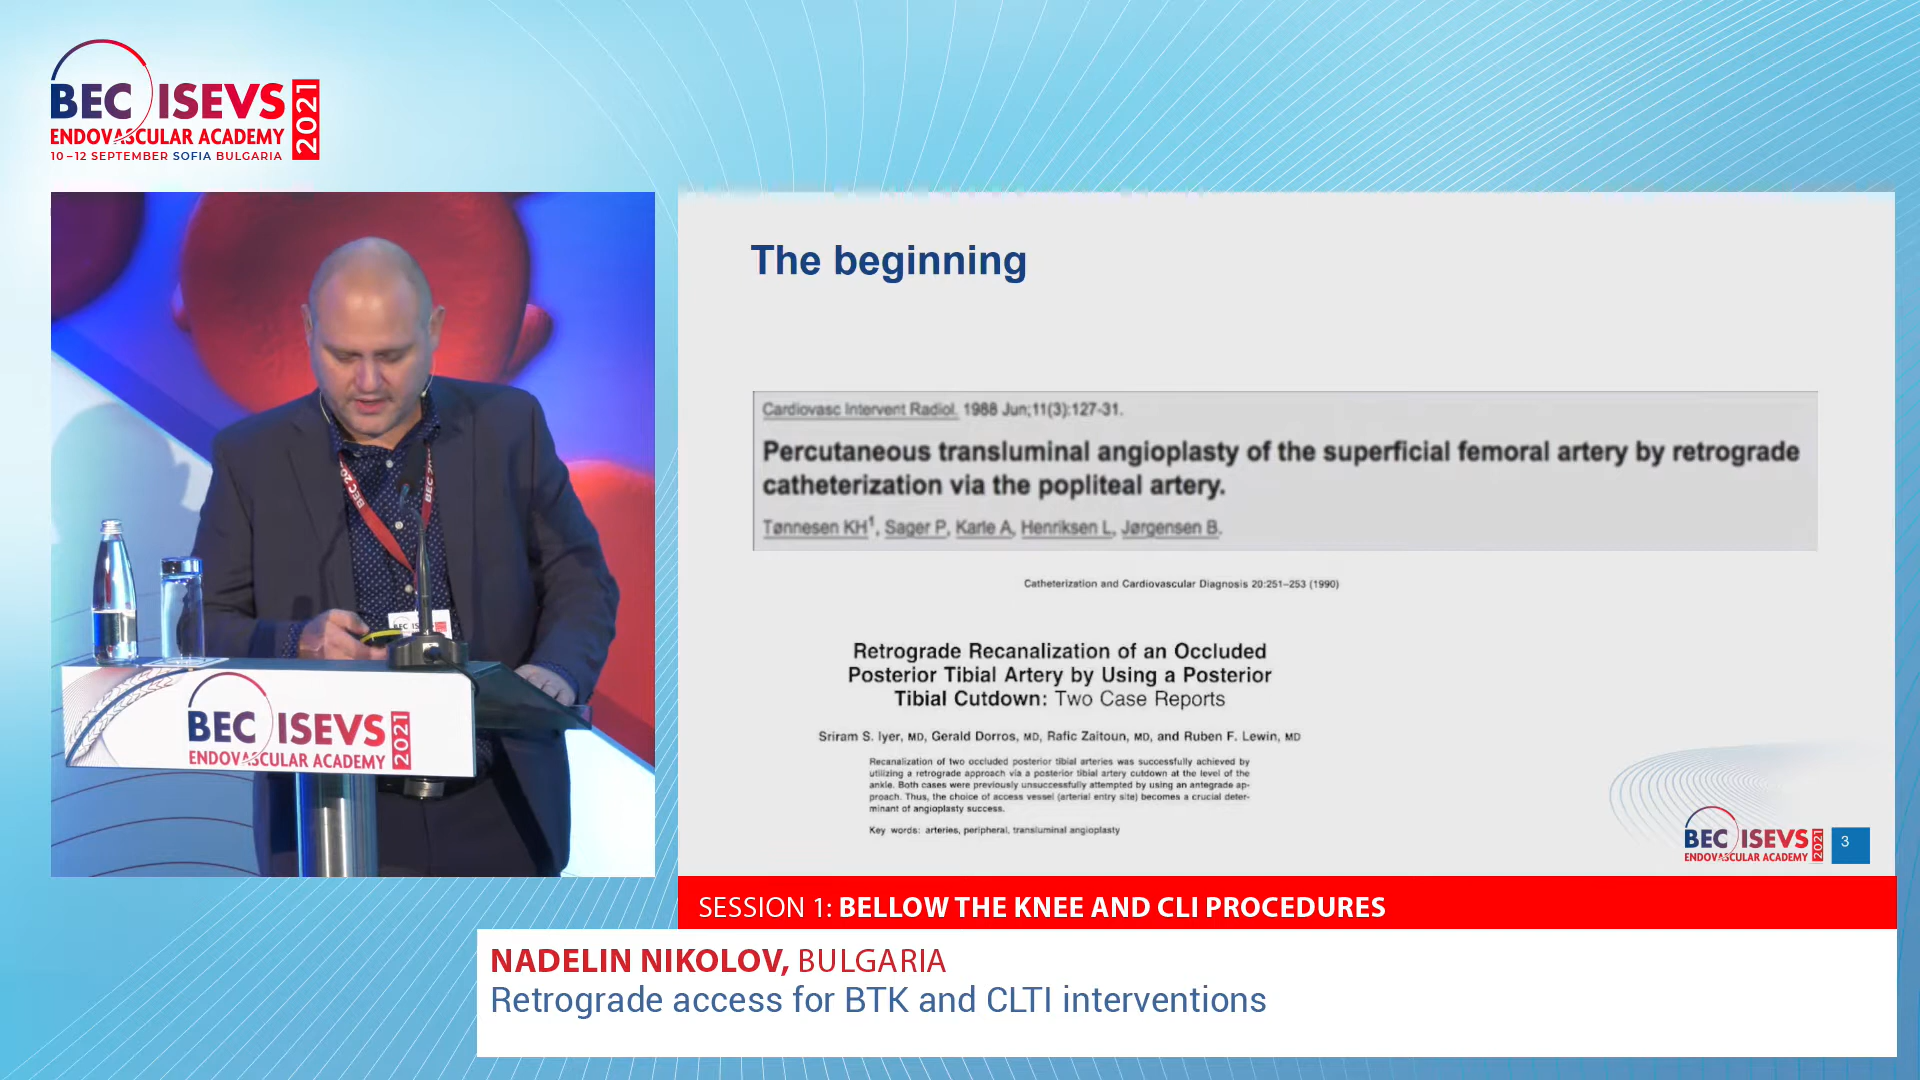 BEC ISEVS 2021
ENDOVASCULAR ACADEMY
10–12 SEPTEMBER SOFIA BULGARIA
BEC 20
BEC 20
BEC IS
BEC ISEVS 2021
ENDOVASCULAR ACADEMY
The beginning
Cardiovasc Intervent Radiol. 1988 Jun;11(3):127-31.
Percutaneous transluminal angioplasty of the superficial femoral artery by retrograde
catheterization via the popliteal artery.
Tønnesen KH1, Sager P, Karle A, Henriksen L, Jørgensen B.
Catheterization and Cardiovascular Diagnosis 20:251–253 (1990)
Retrograde Recanalization of an Occluded
Posterior Tibial Artery by Using a Posterior
Tibial Cutdown: Two Case Reports
Sriram S. Iyer, MD, Gerald Dorros, MD, Rafic Zaitoun, MD, and Ruben F. Lewin, MD
Recanalization of two occluded posterior tibial arteries was successfully achieved by
utilizing a retrograde approach via a posterior tibial artery cutdown at the level of the
ankle. Both cases were previously unsuccessfully attempted by using an antegrade ap-
proach. Thus, the choice of access vessel (arterial entry site) becomes a crucial deter-
minant of angioplasty success.
Key words: arteries, peripheral, transluminal angioplasty
BEC ISEVS 2021
ENDOVASCULAR ACADEMY
3
SESSION 1: BELLOW THE KNEE AND CLI PROCEDURES
NADELIN NIKOLOV, BULGARIA
Retrograde access for BTK and CLTI interventions